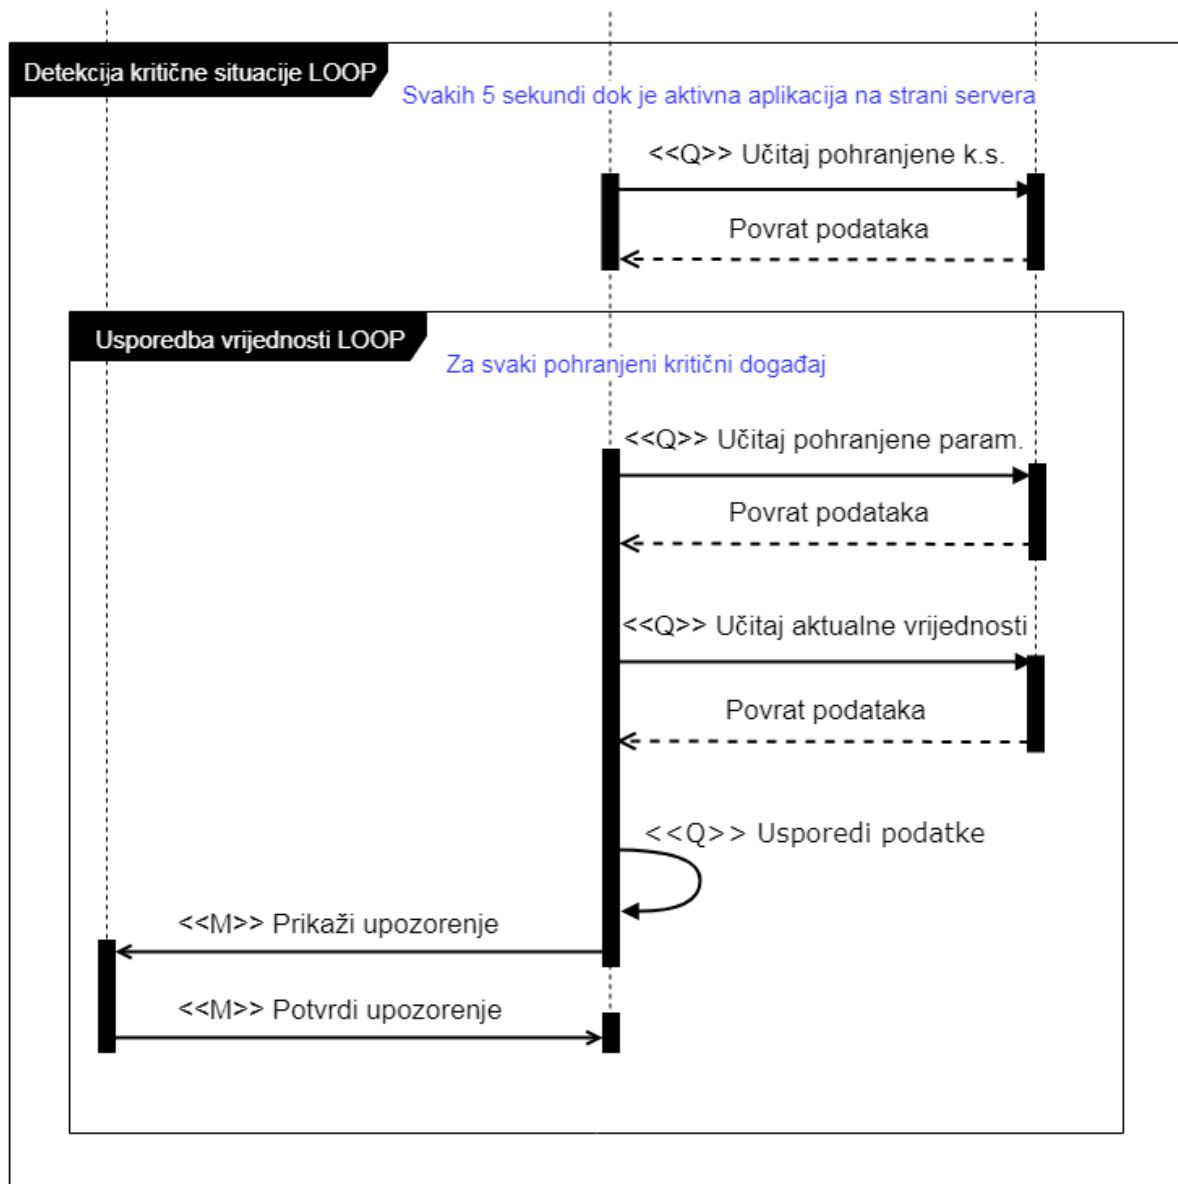 Detekcija kritične situacije LOOP
Svakih 5 sekundi dok je aktivna aplikacija na strani servera
<<Q>> Učitaj pohranjene k.s.
Povrat podataka
Usporedba vrijednosti LOOP
Za svaki pohranjeni kritični događaj
<<Q>> Učitaj pohranjene param.
Povrat podataka
<<Q>> Učitaj aktualne vrijednosti
Povrat podataka
<<Q>> Usporedi podatke
<<M>> Prikaži upozorenje
<<M>> Potvrdi upozorenje